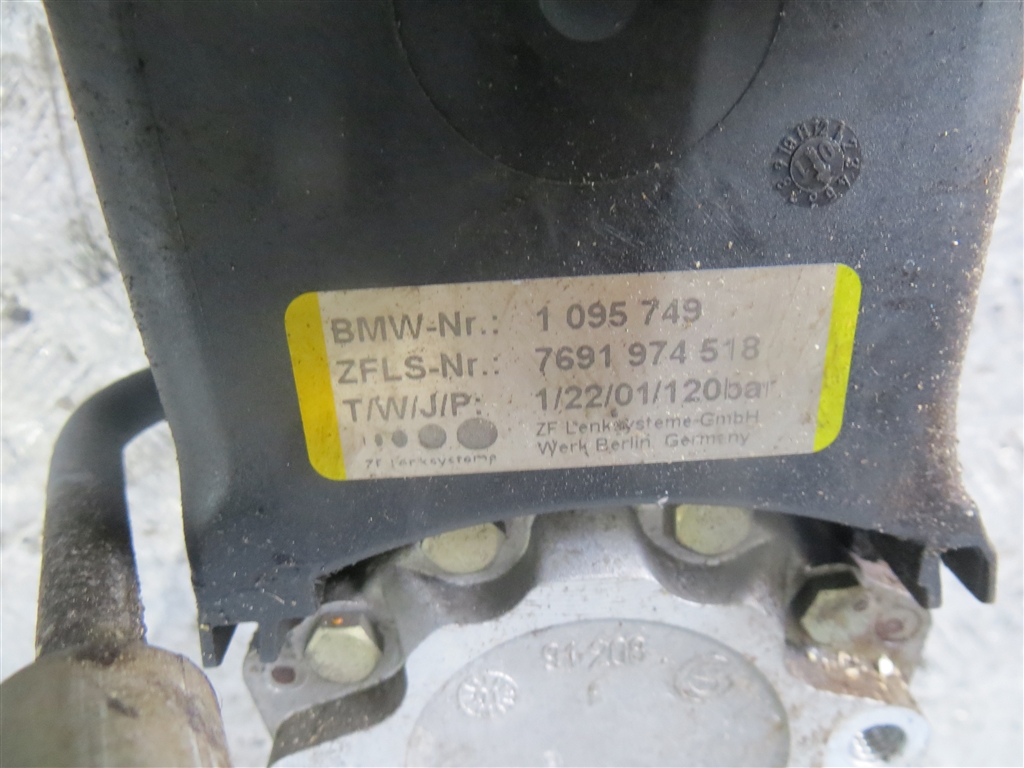 BMW-Nr.: 1 095 749
ZFLS-Nr.: 7691 974 518
T/W/J/P: 1/22/01/120bar
ZF Lenksysteme GmbH
Werk Berlin, Germany
ZF Lenksysteme